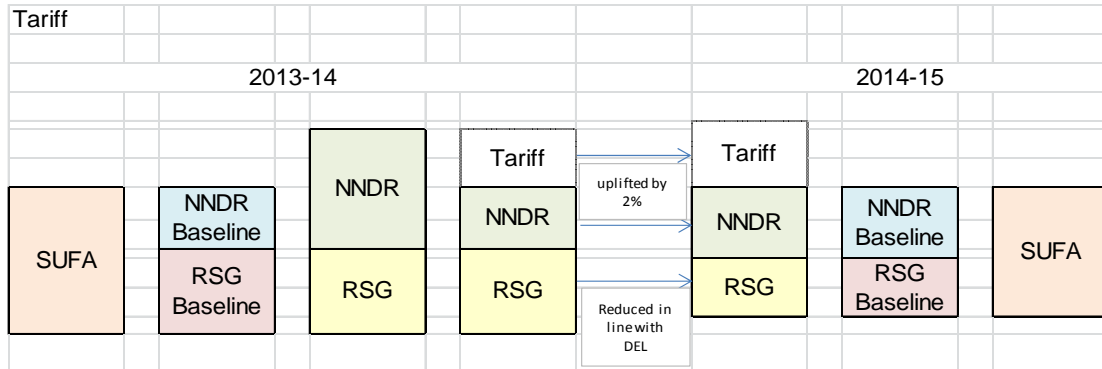 Tariff
2013-14
2014-15
SUFA
NNDR
Baseline
RSG
Baseline
NNDR
RSG
Tariff
NNDR
RSG
uplifted by
2%
Reduced in
line with
DEL
Tariff
NNDR
RSG
NNDR
Baseline
RSG
Baseline
SUFA